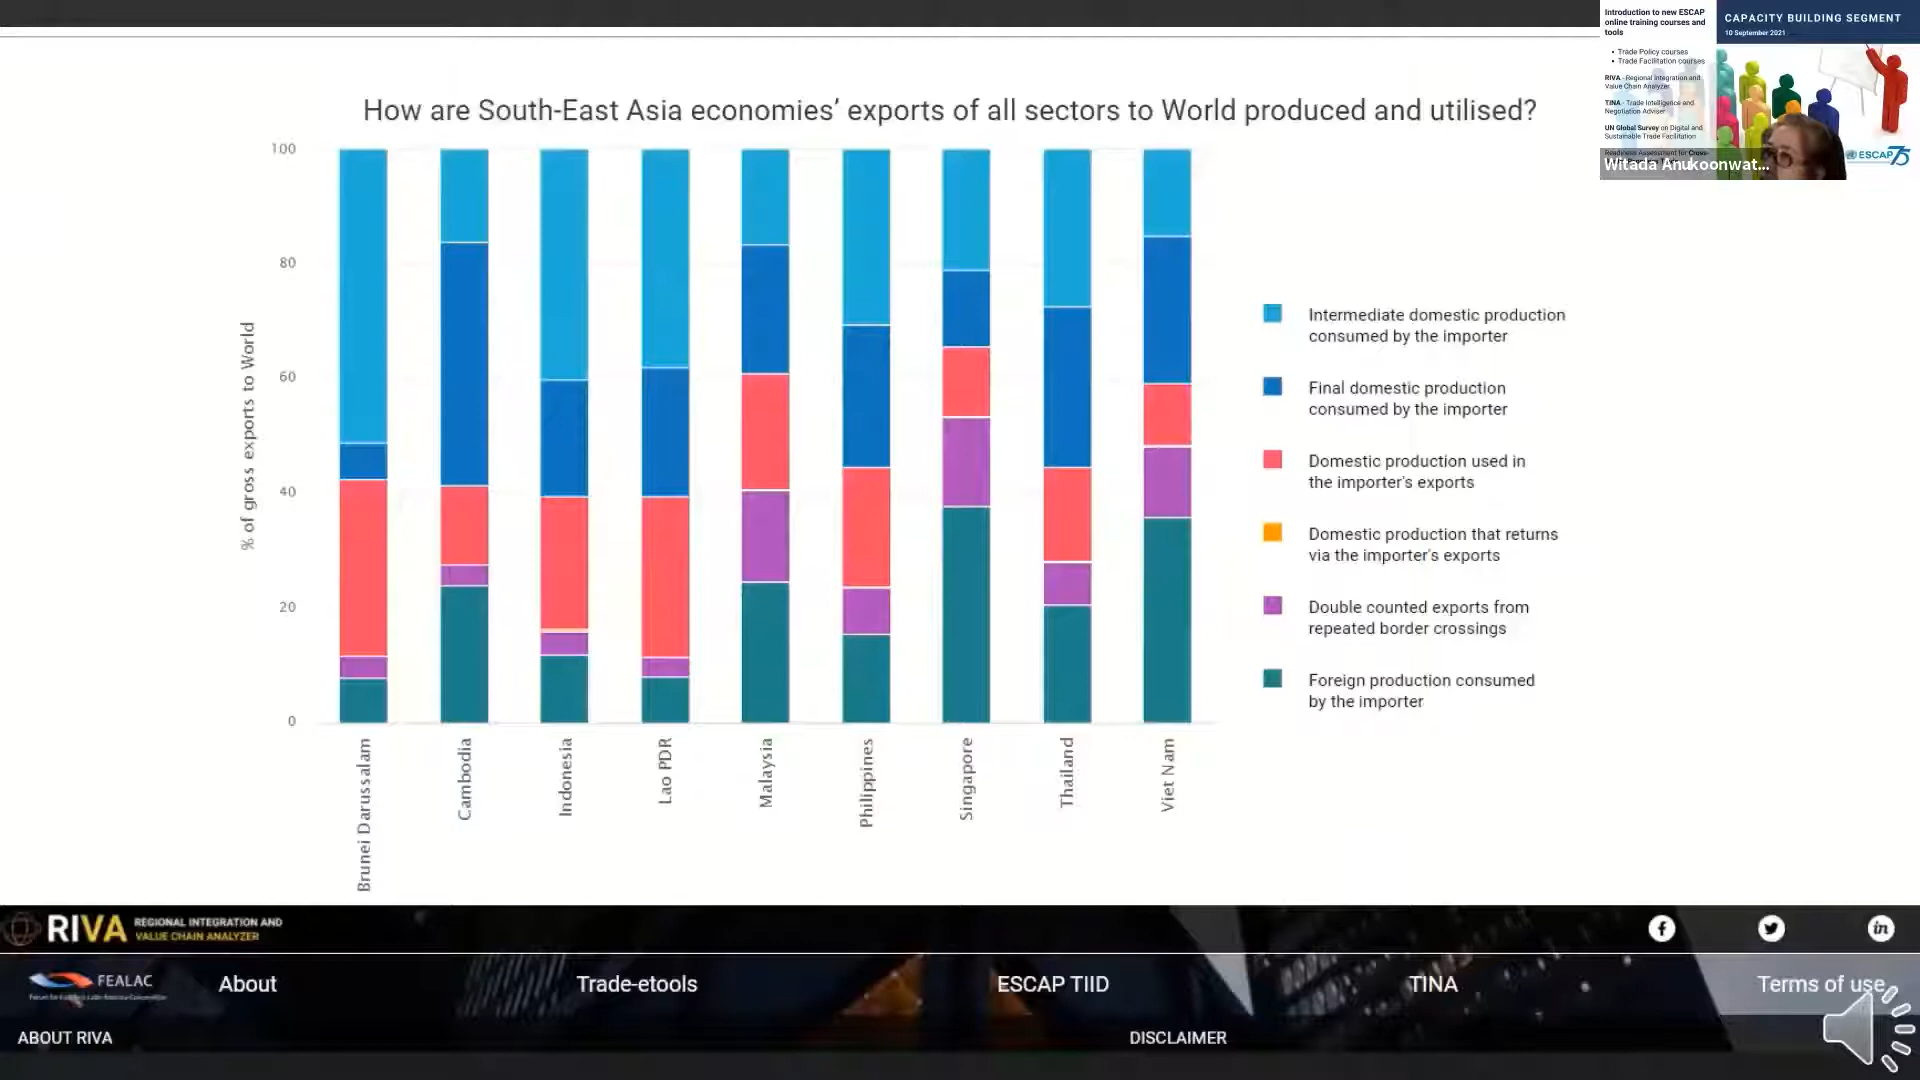 Introduction to new ESCAP
online training courses and
tools
• Trade Policy courses
• Trade Facilitation courses
RIVA - Regional Integration and
Value Chain Analyzer
TINA - Trade Intelligence and
Negotiation Adviser
UN Global Survey on Digital and
Sustainable Trade Facilitation
Readiness Assessment for Cross-
CAPACITY BUILDING SEGMENT
10 September 2021
ESCAP 75
Witada Anukoonwat...
How are South-East Asia economies’ exports of all sectors to World produced and utilised?
% of gross exports to World
100
80
60
40
20
0
Brunei Darussalam
Cambodia
Indonesia
Lao PDR
Malaysia
Philippines
Singapore
Thailand
Viet Nam
Intermediate domestic production
consumed by the importer
Final domestic production
consumed by the importer
Domestic production used in
the importer's exports
Domestic production that returns
via the importer's exports
Double counted exports from
repeated border crossings
Foreign production consumed
by the importer
RIVA
REGIONAL INTEGRATION AND
VALUE CHAIN ANALYZER
f
in
FEALAC
About
Trade-etools
ESCAP TIID
TINA
Terms of use
ABOUT RIVA
DISCLAIMER